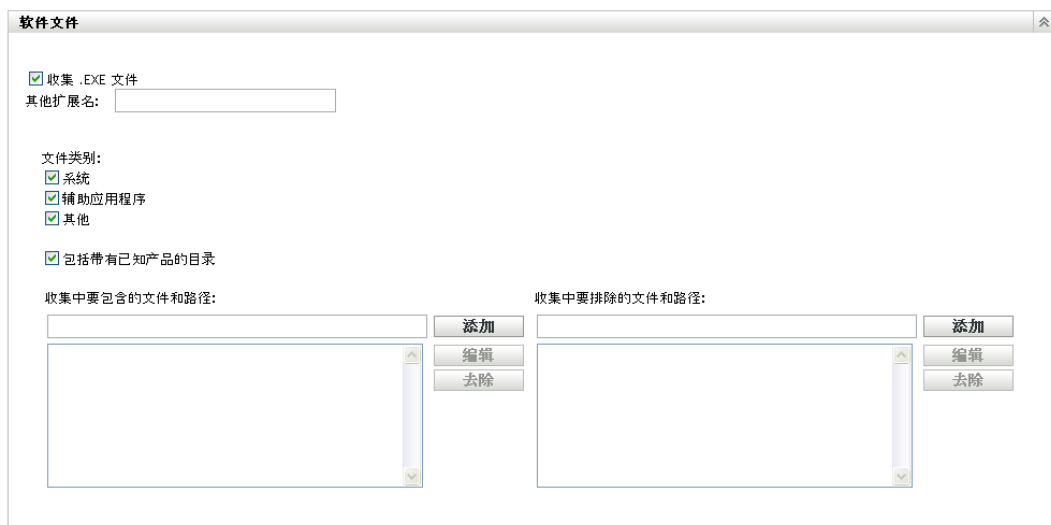 软件文件
收集 .EXE 文件
其他扩展名:
文件类别:
系统
辅助应用程序
其他
包括带有已知产品的目录
收集中要包含的文件和路径:
收集中要排除的文件和路径:
添加
添加
编辑
编辑
去除
去除